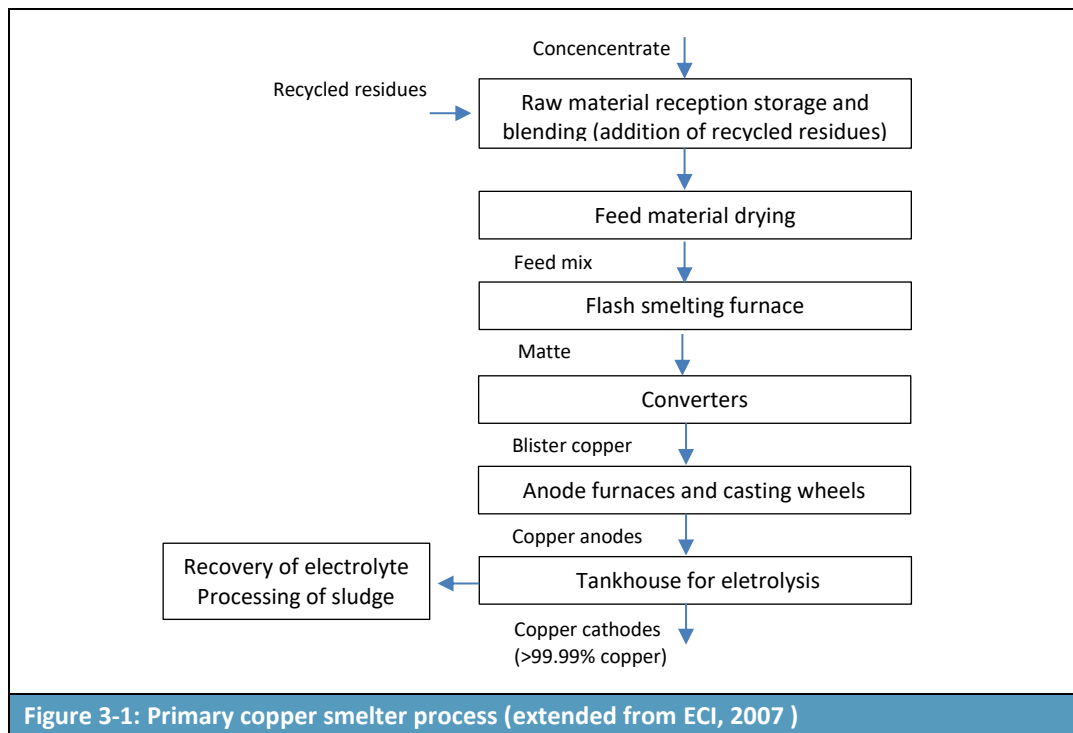 Concencentrate
Recycled residues
Raw material reception storage and
blending (addition of recycled residues)
Feed material drying
Feed mix
Flash smelting furnace
Matte
Converters
Blister copper
Anode furnaces and casting wheels
Copper anodes
Recovery of electrolyte
Processing of sludge
Tankhouse for eletrolysis
Copper cathodes
(>99.99% copper)
Figure 3-1: Primary copper smelter process (extended from ECI, 2007 )